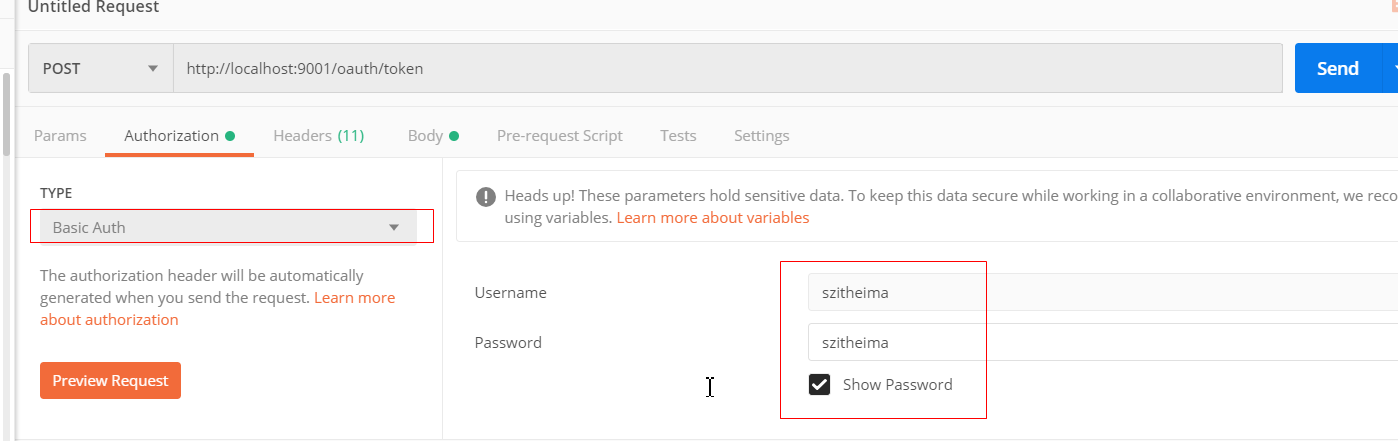 Untitled Request
POST http://localhost:9001/oauth/token Send
Params Authorization Headers (11) Body Pre-request Script Tests Settings
TYPE
Basic Auth
The authorization header will be automatically
generated when you send the request. Learn more
about authorization
Preview Request
Heads up! These parameters hold sensitive data. To keep this data secure while working in a collaborative environment, we reco
using variables. Learn more about variables
Username szitheima
Password szitheima
Show Password